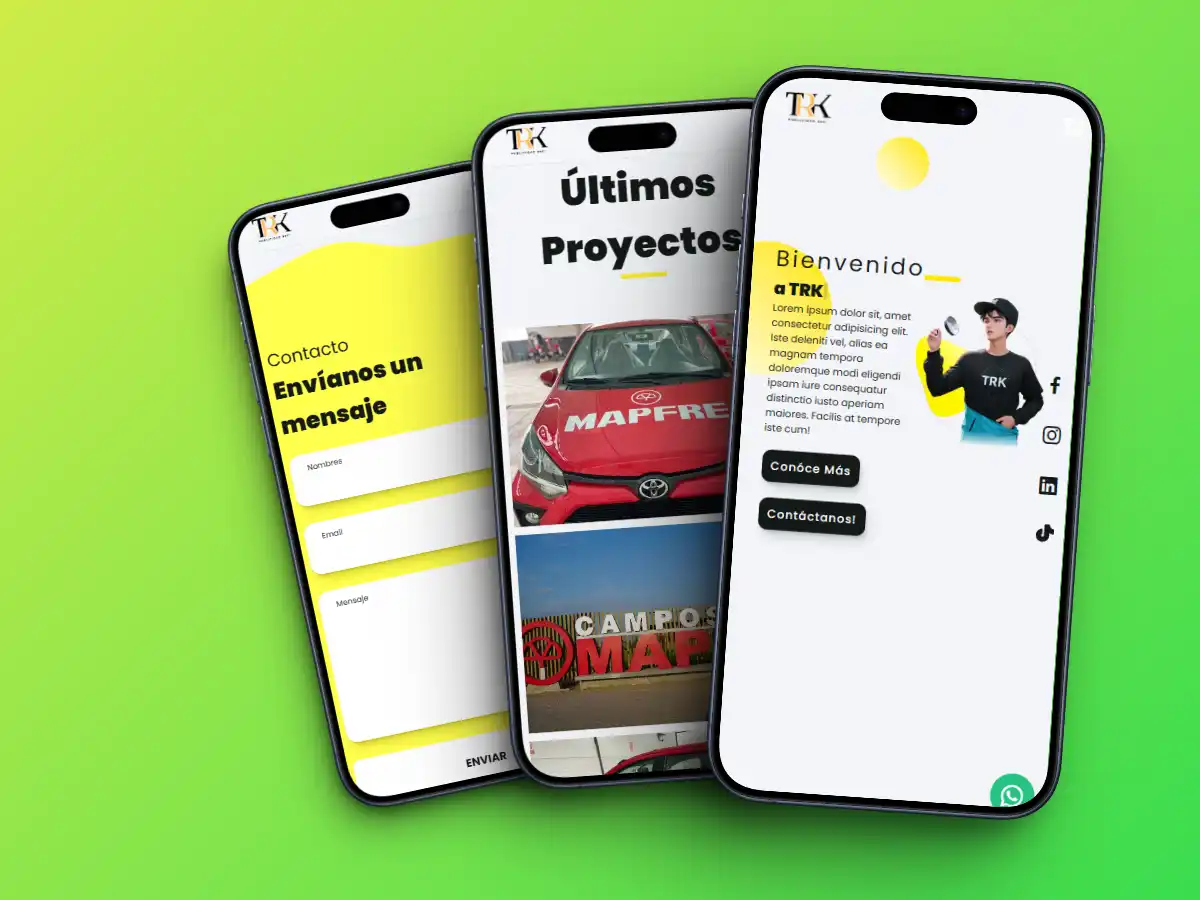 TRK
Contacto
Envíanos un
mensaje
Nombres
Email
Mensaje
ENVIAR
TRK
Últimos
Proyectos
MAPFRE
CAMPOS
MAP
TRK
Bienvenido
a TRK
Lorem ipsum dolor sit, amet
consectetur adipisicing elit.
Iste deleniti vel, alias ea
magnam tempora
doloremque modi eligendi
ipsam iure consequatur
distinctio iusto aperiam
maiores. Facilis at tempore
iste cum!
TRK
Conóce Más
Contáctanos!